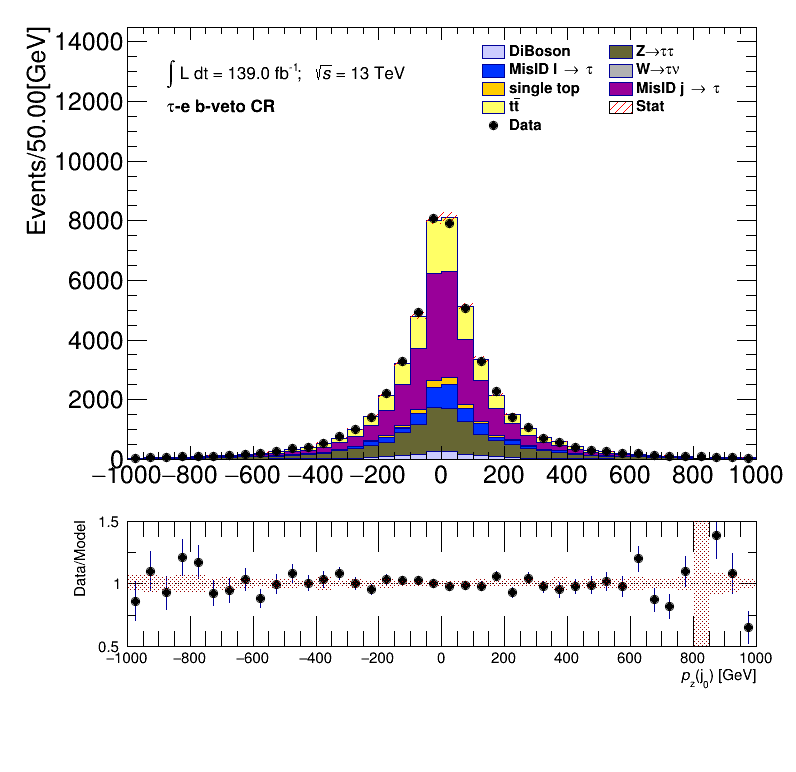 Events/50.00[GeV]
14000
12000
10000
8000
6000
4000
2000
0
∫ L dt = 139.0 fb⁻¹; √s = 13 TeV
τ-e b-veto CR
DiBoson Z→ττ
MisID l → τ W→τν
single top MisID j → τ
tt̄ Stat
Data
−1000 −800 −600 −400 −200 0 200 400 600 800 1000
Data/Model
1.5
1
0.5
−1000 −800 −600 −400 −200 0 200 400 600 800 1000
p_z(j_0) [GeV]